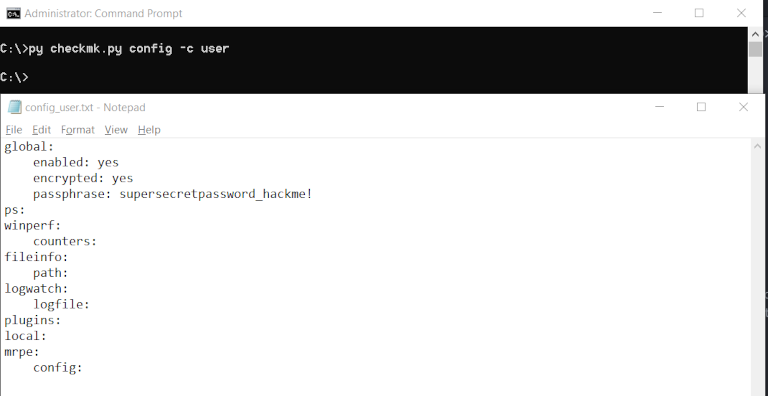 Administrator: Command Prompt
C:\>py checkmk.py config -c user
C:\>
config_user.txt - Notepad
File Edit Format View Help
global:
    enabled: yes
    encrypted: yes
    passphrase: supersecretpassword_hackme!
ps:
winperf:
    counters:
fileinfo:
    path:
logwatch:
    logfile:
plugins:
local:
mrpe:
    config: